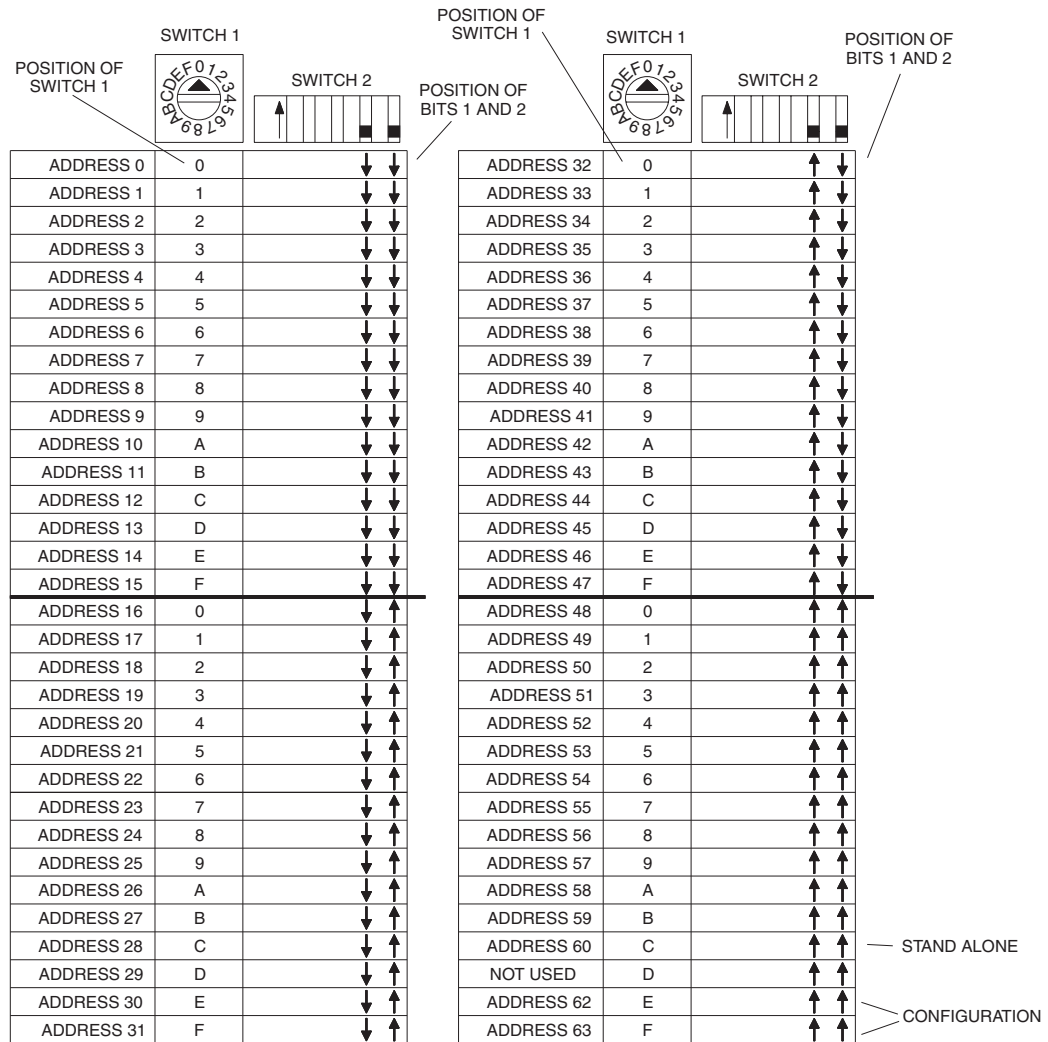 POSITION OF
SWITCH 1
SWITCH 1
0123456789ABCDEF
SWITCH 2
POSITION OF
BITS 1 AND 2
ADDRESS 0 0
ADDRESS 1 1
ADDRESS 2 2
ADDRESS 3 3
ADDRESS 4 4
ADDRESS 5 5
ADDRESS 6 6
ADDRESS 7 7
ADDRESS 8 8
ADDRESS 9 9
ADDRESS 10 A
ADDRESS 11 B
ADDRESS 12 C
ADDRESS 13 D
ADDRESS 14 E
ADDRESS 15 F
ADDRESS 16 0
ADDRESS 17 1
ADDRESS 18 2
ADDRESS 19 3
ADDRESS 20 4
ADDRESS 21 5
ADDRESS 22 6
ADDRESS 23 7
ADDRESS 24 8
ADDRESS 25 9
ADDRESS 26 A
ADDRESS 27 B
ADDRESS 28 C
ADDRESS 29 D
ADDRESS 30 E
ADDRESS 31 F
POSITION OF
SWITCH 1
SWITCH 1
0123456789ABCDEF
SWITCH 2
POSITION OF
BITS 1 AND 2
ADDRESS 32 0
ADDRESS 33 1
ADDRESS 34 2
ADDRESS 35 3
ADDRESS 36 4
ADDRESS 37 5
ADDRESS 38 6
ADDRESS 39 7
ADDRESS 40 8
ADDRESS 41 9
ADDRESS 42 A
ADDRESS 43 B
ADDRESS 44 C
ADDRESS 45 D
ADDRESS 46 E
ADDRESS 47 F
ADDRESS 48 0
ADDRESS 49 1
ADDRESS 50 2
ADDRESS 51 3
ADDRESS 52 4
ADDRESS 53 5
ADDRESS 54 6
ADDRESS 55 7
ADDRESS 56 8
ADDRESS 57 9
ADDRESS 58 A
ADDRESS 59 B
ADDRESS 60 C
STAND ALONE
NOT USED D
ADDRESS 62 E
ADDRESS 63 F
CONFIGURATION